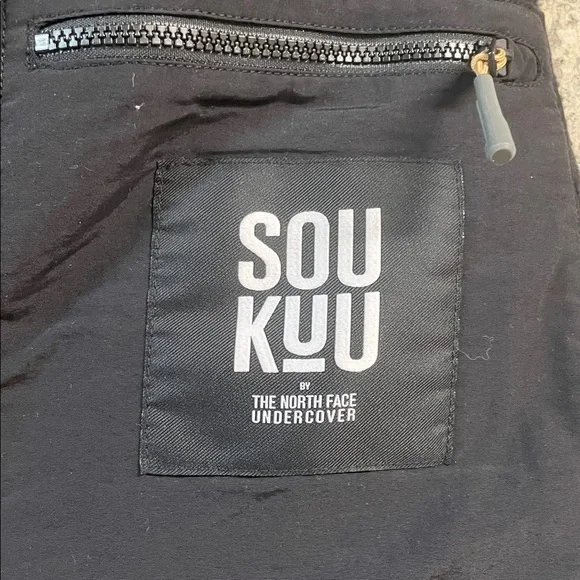 SOU
KuU
BY
THE NORTH FACE
UNDERCOVER